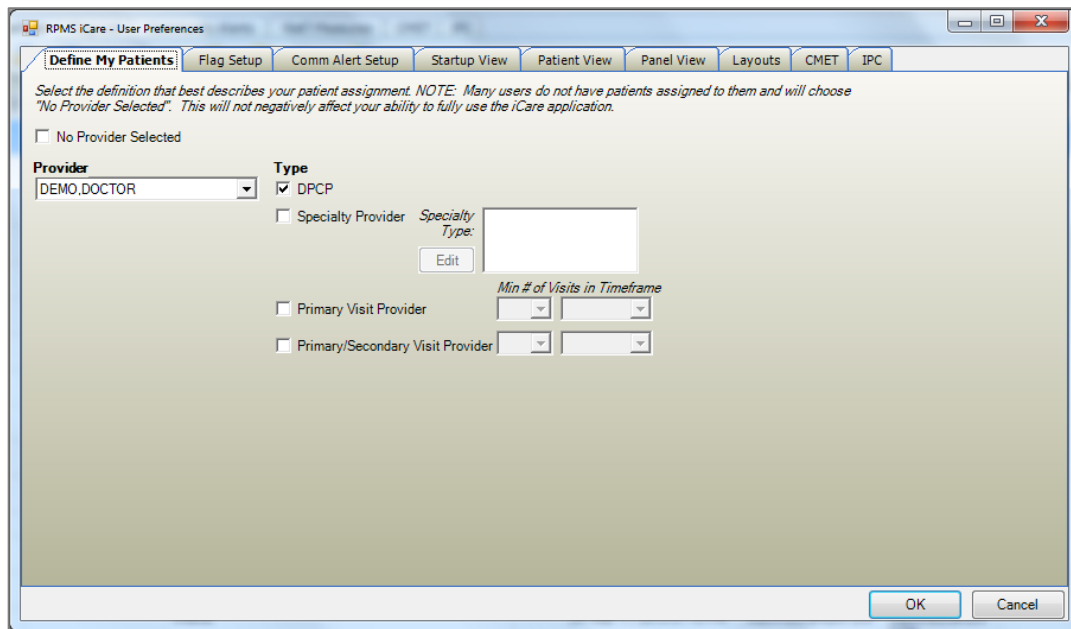 RPMS iCare - User Preferences
Define My Patients Flag Setup Comm Alert Setup Startup View Patient View Panel View Layouts CMET IPC
Select the definition that best describes your patient assignment. NOTE: Many users do not have patients assigned to them and will choose
"No Provider Selected". This will not negatively affect your ability to fully use the iCare application.
No Provider Selected
Provider Type
DEMO,DOCTOR DPCP
Specialty Provider Specialty
Type:
Edit
Min # of Visits in Timeframe
Primary Visit Provider
Primary/Secondary Visit Provider
OK Cancel